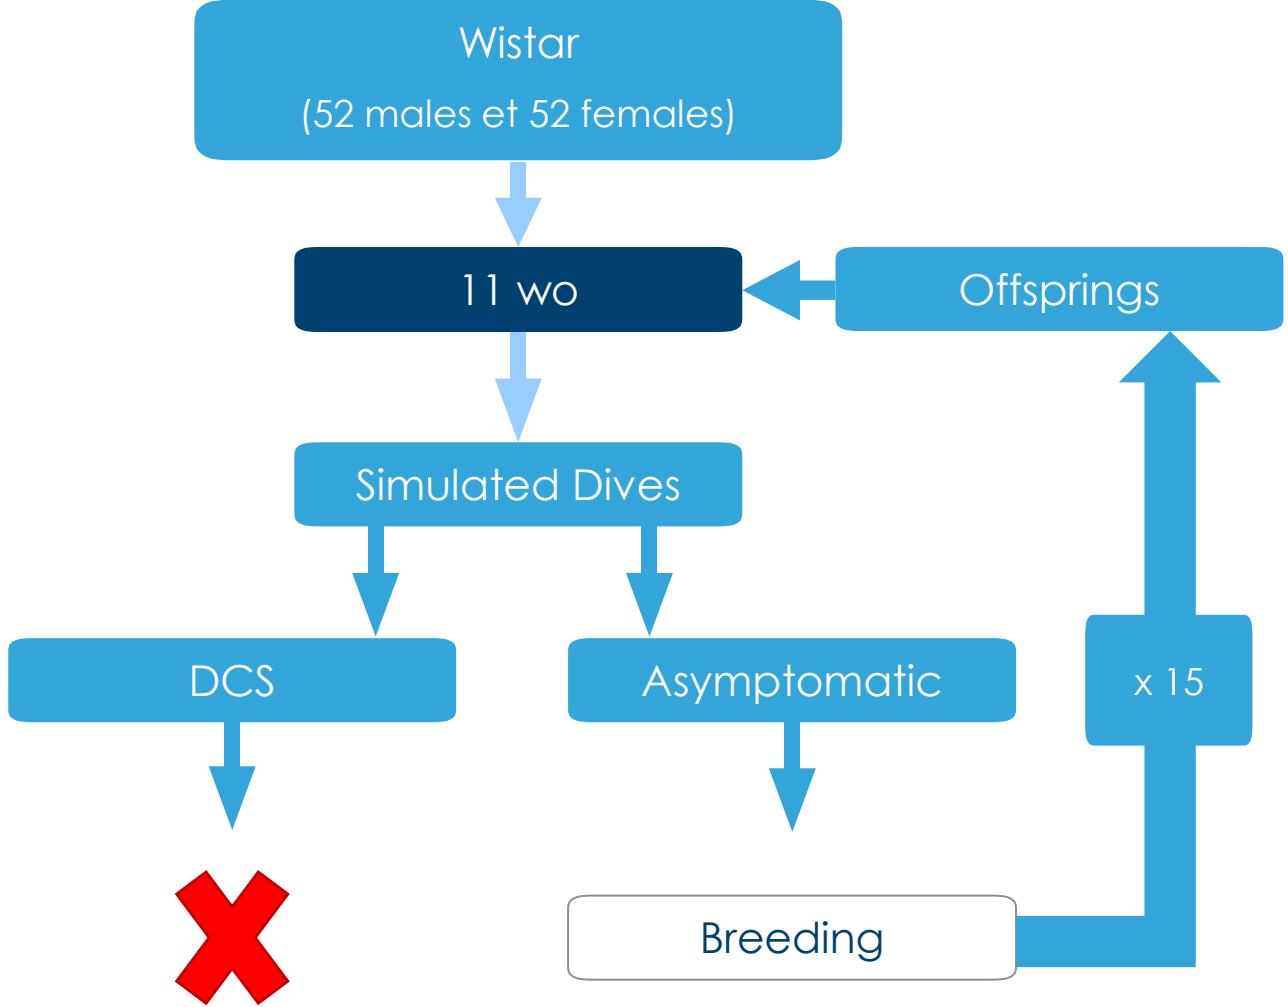 Wistar
(52 males et 52 females)
11 wo
Offsprings
Simulated Dives
DCS
Asymptomatic
x 15
Breeding